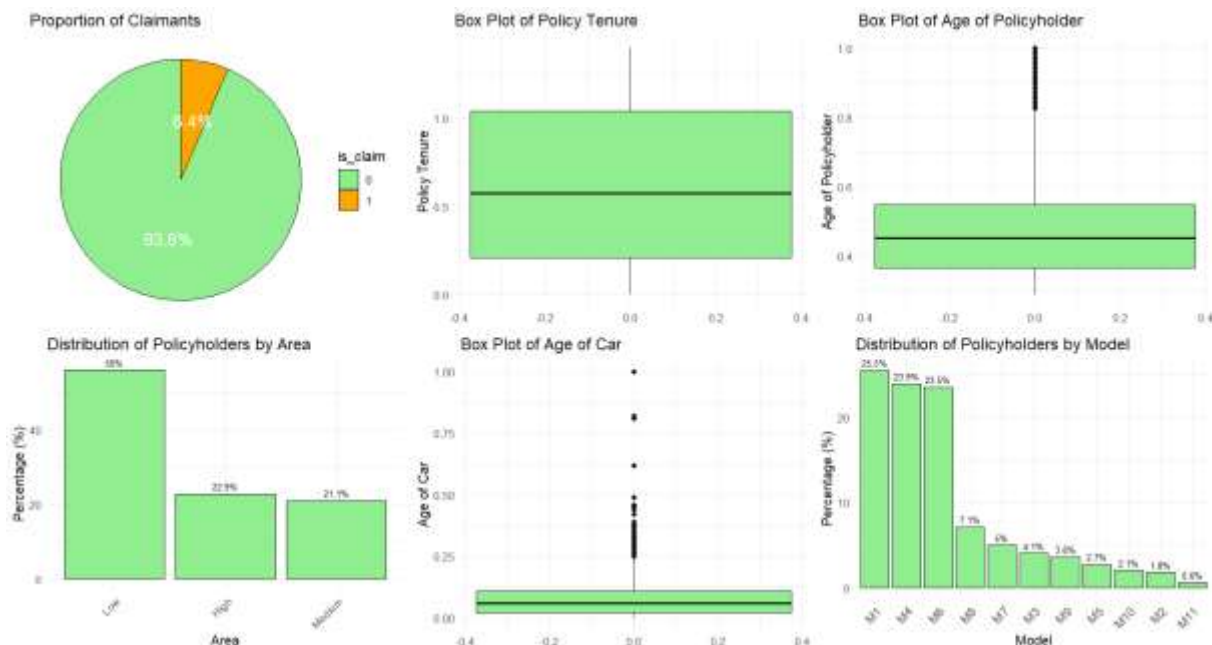 Proportion of Claimants
6.4%
93.6%
is_claim
0
1
Box Plot of Policy Tenure
Policy Tenure
1.0
0.5
0.0
-0.4
-0.2
0.0
0.2
0.4
Box Plot of Age of Policyholder
Age of Policyholder
1.0
0.8
0.6
0.4
-0.4
-0.2
0.0
0.2
0.4
Distribution of Policyholders by Area
Percentage (%)
40
20
0
22.9%
21.1%
Low
High
Medium
Area
Box Plot of Age of Car
Age of Car
1.00
0.75
0.50
0.25
0.00
-0.4
-0.2
0.0
0.2
0.4
Distribution of Policyholders by Model
Percentage (%)
20
10
0
23.9%
23.5%
7.1%
5%
4.1%
3.6%
2.7%
2.1%
1.8%
0.6%
M1
M4
M6
M8
M7
M3
M9
M5
M10
M2
M11
Model